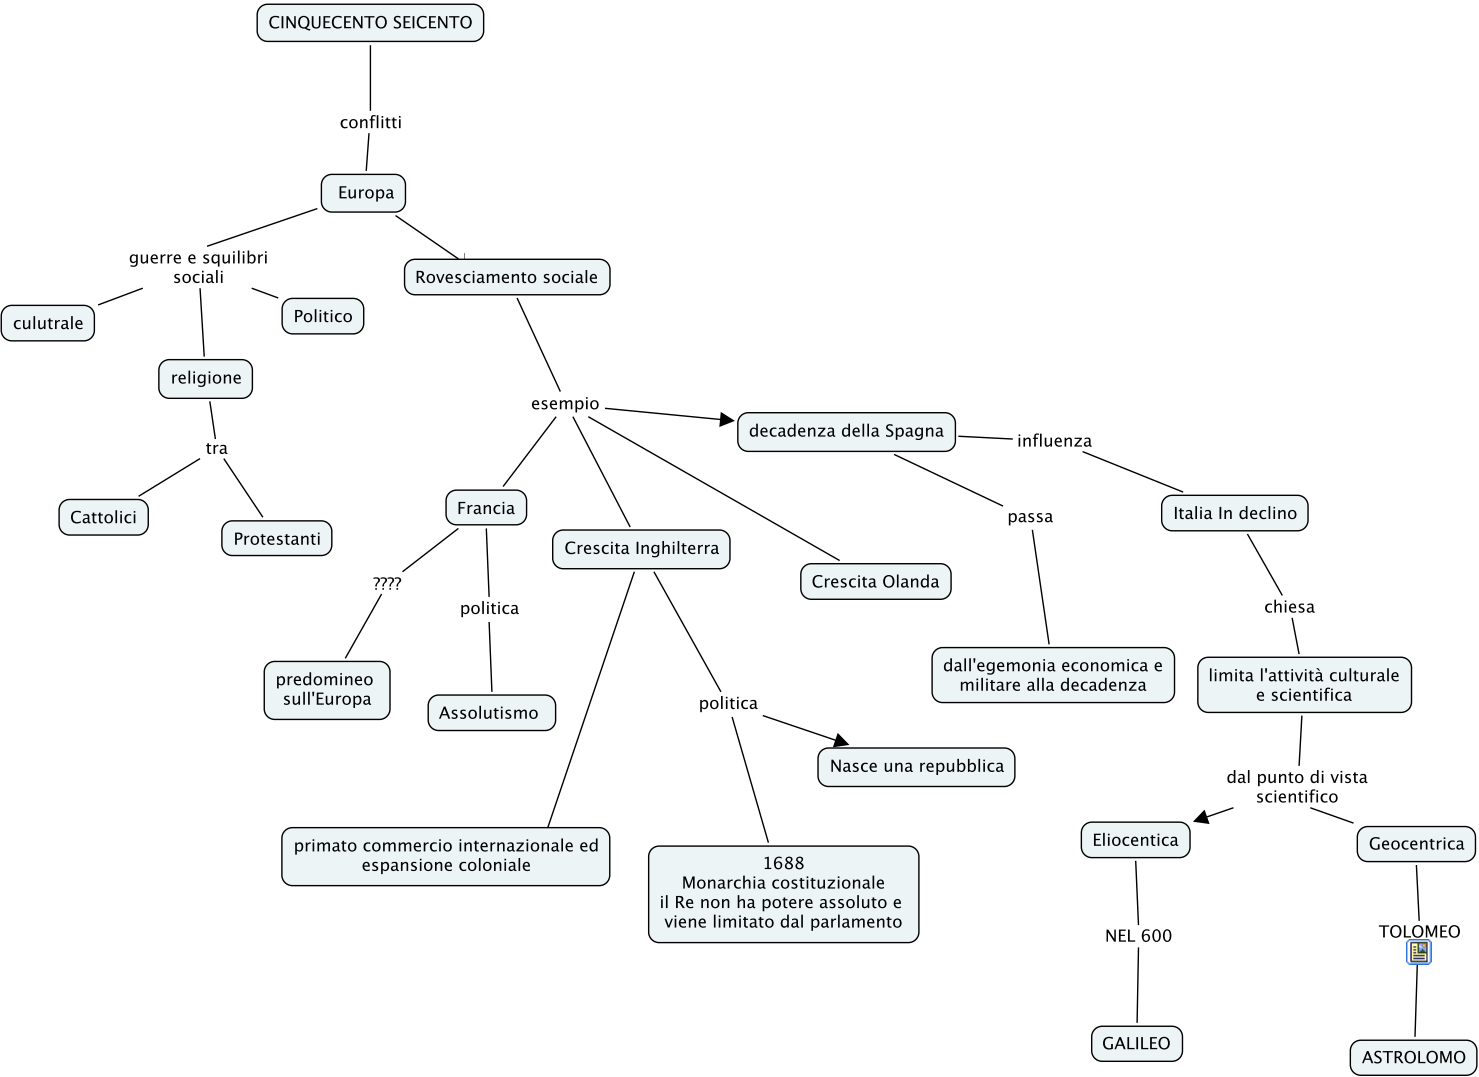 CINQUECENTO SEICENTO
conflitti
Europa
guerre e squilibri
sociali
Rovesciamento sociale
culutrale
Politico
religione
tra
Cattolici
Protestanti
esempio
decadenza della Spagna
influenza
Francia
Crescita Inghilterra
Crescita Olanda
passa
Italia In declino
????
politica
chiesa
predomineo
sull'Europa
Assolutismo
politica
dall'egemonia economica e
militare alla decadenza
limita l'attività culturale
e scientifica
Nasce una repubblica
dal punto di vista
scientifico
primato commercio internazionale ed
espansione coloniale
1688
Monarchia costituzionale
il Re non ha potere assoluto e
viene limitato dal parlamento
Eliocentica
Geocentrica
NEL 600
TOLOMEO
GALILEO
ASTROLOMO